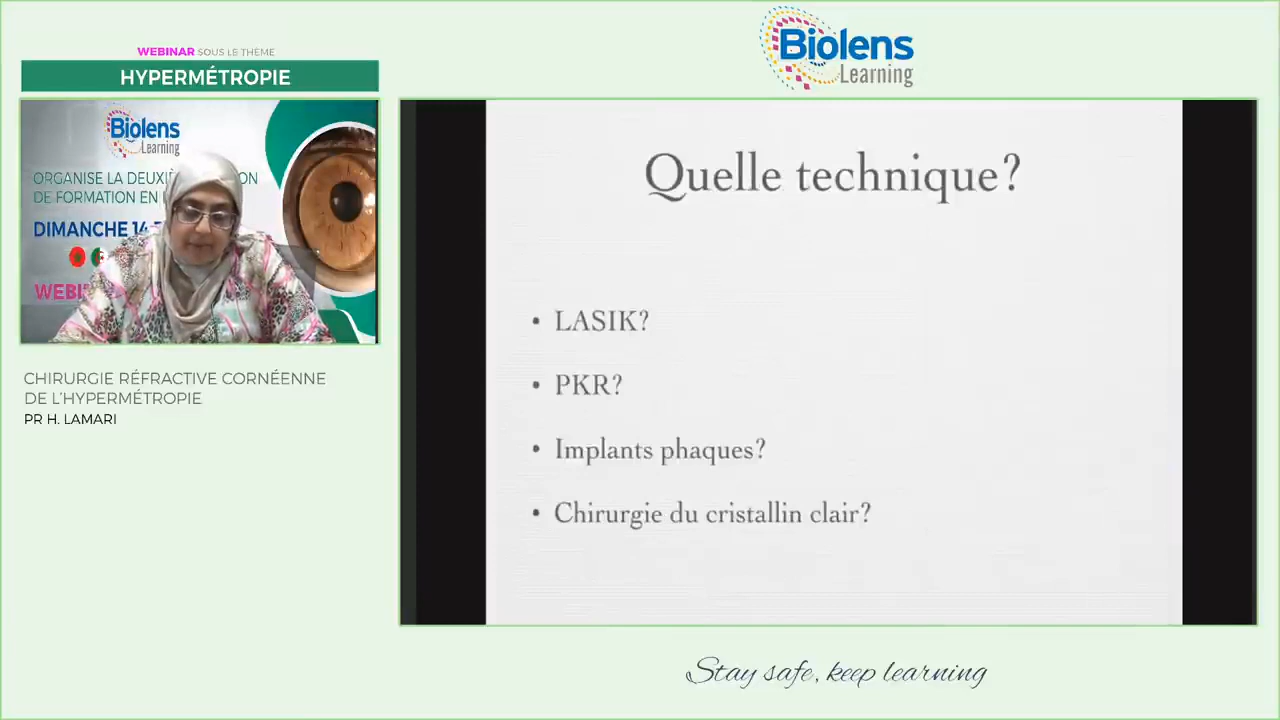 WEBINAR SOUS LE THÈME
HYPERMÉTROPIE
Biolens
Learning
ORGANISE LA DEUXIÈ
ON
DE FORMATION EN
DIMANCHE 14
WEBI
CHIRURGIE RÉFRACTIVE CORNÉENNE
DE L'HYPERMÉTROPIE
PR H. LAMARI
Biolens
Learning
Quelle technique?
• LASIK?
• PKR?
• Implants phaques?
• Chirurgie du cristallin clair?
Stay safe, keep learning